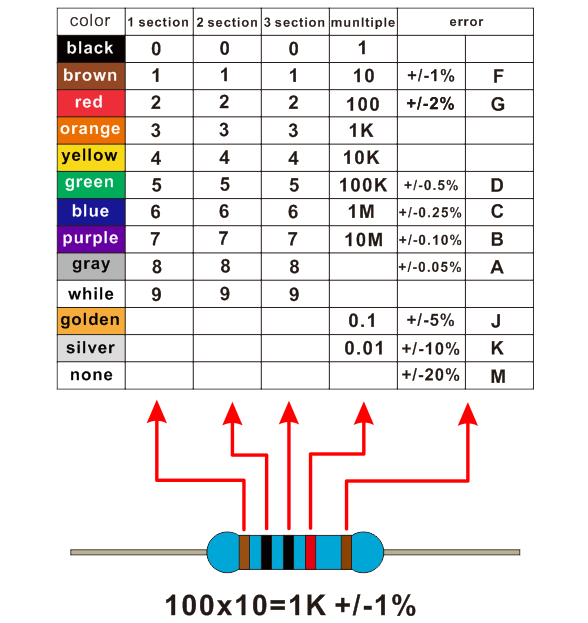 color 1 section 2 section 3 section munltiple error
black 0 0 0 1
brown 1 1 1 10 +/-1% F
red 2 2 2 100 +/-2% G
orange 3 3 3 1K
yellow 4 4 4 10K
green 5 5 5 100K +/-0.5% D
blue 6 6 6 1M +/-0.25% C
purple 7 7 7 10M +/-0.10% B
gray 8 8 8 +/-0.05% A
while 9 9 9
golden 0.1 +/-5% J
silver 0.01 +/-10% K
none +/-20% M
100x10=1K +/-1%